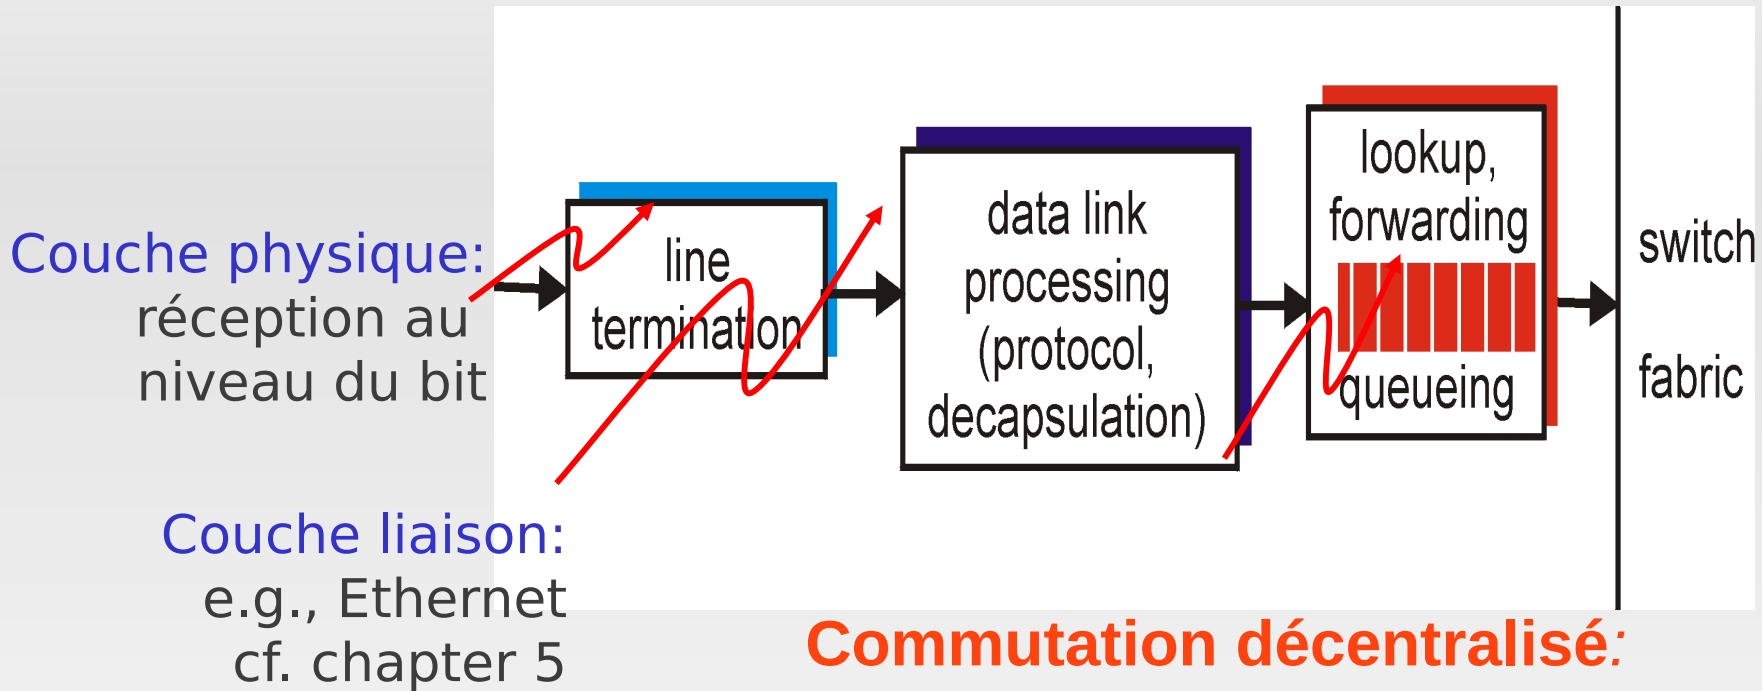 Couche physique:
réception au
niveau du bit
line
termination
data link
processing
(protocol,
decapsulation)
lookup,
forwarding
queueing
switch
fabric
Couche liaison:
e.g., Ethernet
cf. chapter 5
Commutation décentralisé: